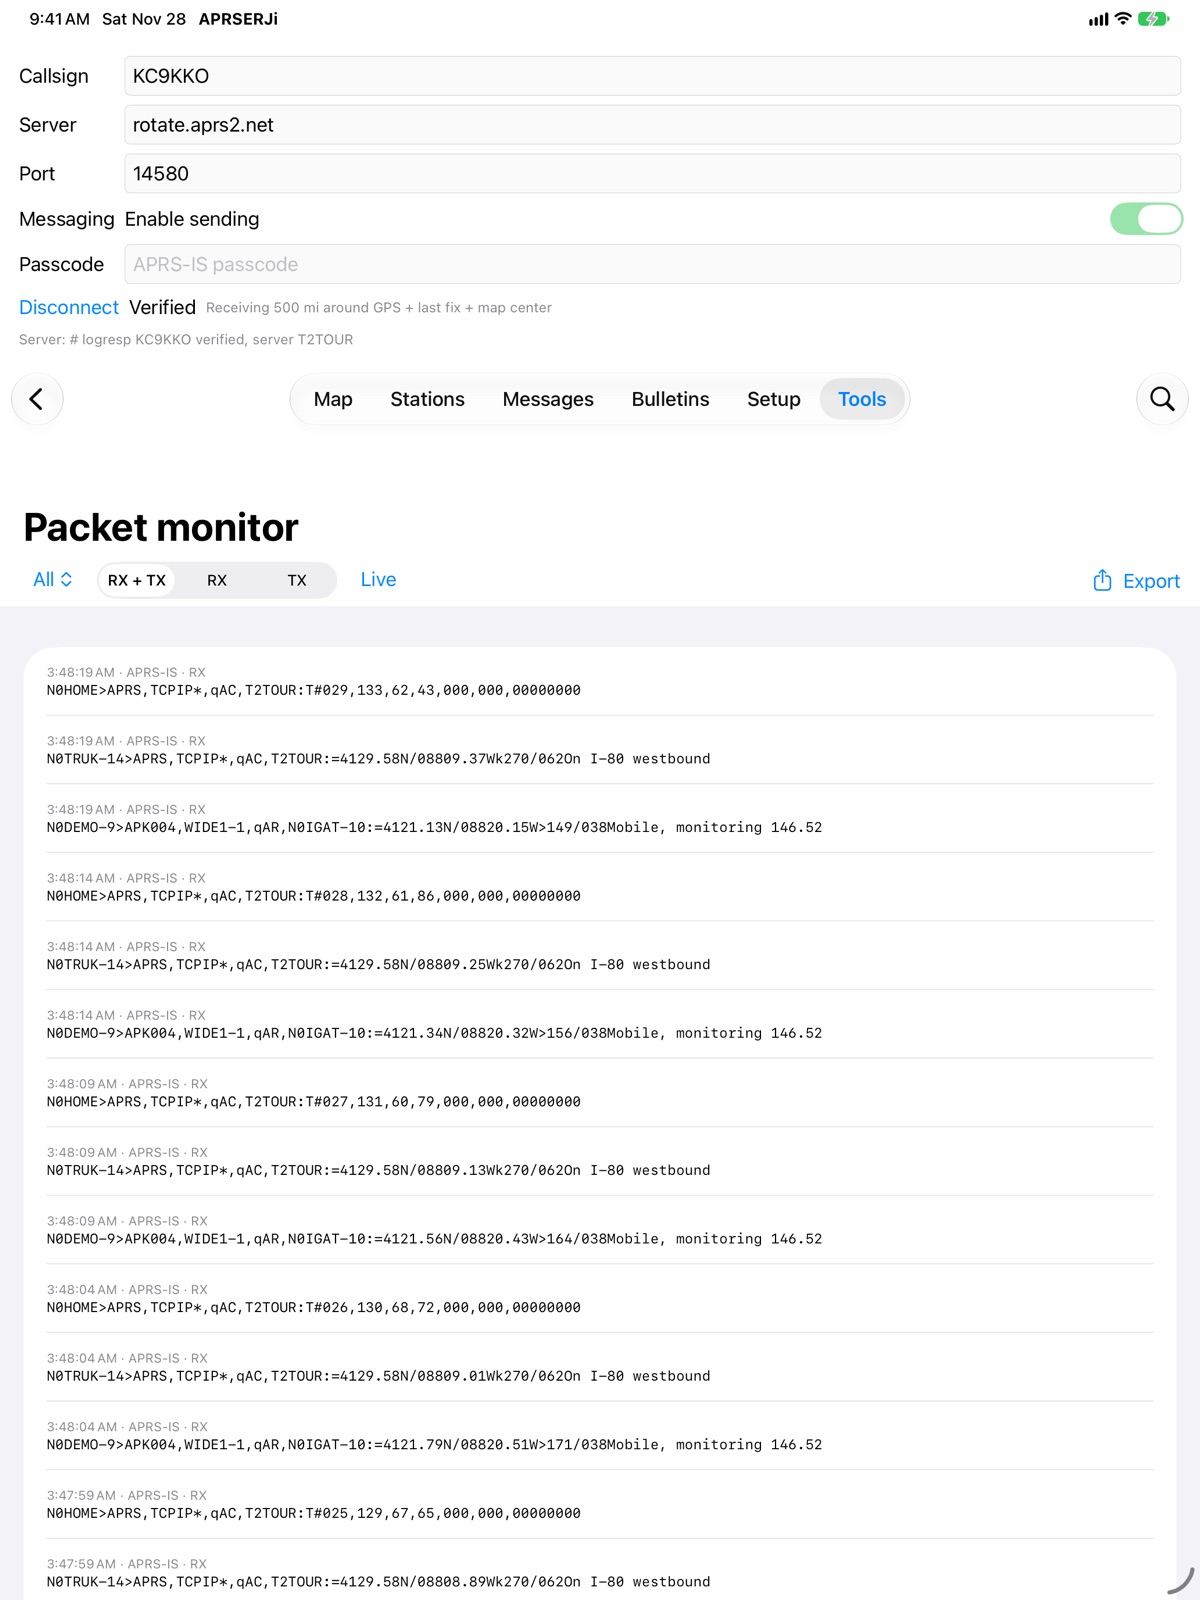 9:41 AM Sat Nov 28 APRSERJi
Callsign KC9KKO
Server rotate.aprs2.net
Port 14580
Messaging Enable sending
Passcode APRS-IS passcode
Disconnect Verified Receiving 500 mi around GPS + last fix + map center
Server: # logresp KC9KKO verified, server T2TOUR
Map Stations Messages Bulletins Setup Tools
Packet monitor
All RX + TX RX TX Live Export
3:48:19 AM · APRS-IS · RX
N0HOME>APRS,TCPIP*,qAC,T2TOUR:T#029,133,62,43,000,000,00000000
3:48:19 AM · APRS-IS · RX
N0TRUK-14>APRS,TCPIP*,qAC,T2TOUR:=4129.58N/08809.37Wk270/062On I-80 westbound
3:48:19 AM · APRS-IS · RX
N0DEMO-9>APK004,WIDE1-1,qAR,N0IGAT-10:=4121.13N/08820.15W>149/038Mobile, monitoring 146.52
3:48:14 AM · APRS-IS · RX
N0HOME>APRS,TCPIP*,qAC,T2TOUR:T#028,132,61,86,000,000,00000000
3:48:14 AM · APRS-IS · RX
N0TRUK-14>APRS,TCPIP*,qAC,T2TOUR:=4129.58N/08809.25Wk270/062On I-80 westbound
3:48:14 AM · APRS-IS · RX
N0DEMO-9>APK004,WIDE1-1,qAR,N0IGAT-10:=4121.34N/08820.32W>156/038Mobile, monitoring 146.52
3:48:09 AM · APRS-IS · RX
N0HOME>APRS,TCPIP*,qAC,T2TOUR:T#027,131,60,79,000,000,00000000
3:48:09 AM · APRS-IS · RX
N0TRUK-14>APRS,TCPIP*,qAC,T2TOUR:=4129.58N/08809.13Wk270/062On I-80 westbound
3:48:09 AM · APRS-IS · RX
N0DEMO-9>APK004,WIDE1-1,qAR,N0IGAT-10:=4121.56N/08820.43W>164/038Mobile, monitoring 146.52
3:48:04 AM · APRS-IS · RX
N0HOME>APRS,TCPIP*,qAC,T2TOUR:T#026,130,68,72,000,000,00000000
3:48:04 AM · APRS-IS · RX
N0TRUK-14>APRS,TCPIP*,qAC,T2TOUR:=4129.58N/08809.01Wk270/062On I-80 westbound
3:48:04 AM · APRS-IS · RX
N0DEMO-9>APK004,WIDE1-1,qAR,N0IGAT-10:=4121.79N/08820.51W>171/038Mobile, monitoring 146.52
3:47:59 AM · APRS-IS · RX
N0HOME>APRS,TCPIP*,qAC,T2TOUR:T#025,129,67,65,000,000,00000000
3:47:59 AM · APRS-IS · RX
N0TRUK-14>APRS,TCPIP*,qAC,T2TOUR:=4129.58N/08808.89Wk270/062On I-80 westbound